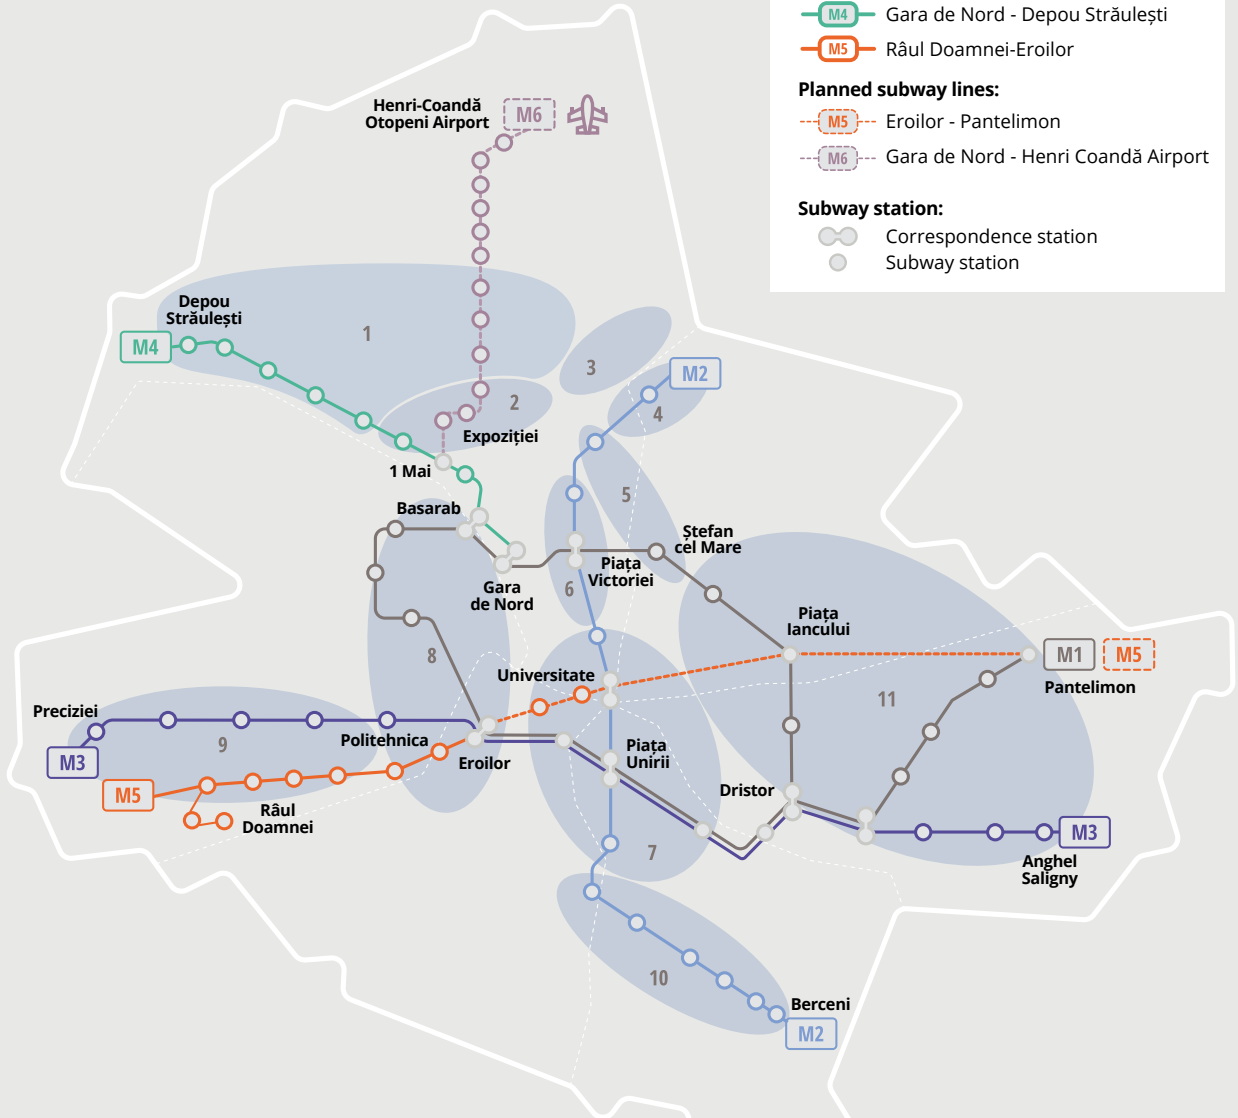 M4 Gara de Nord - Depou Străulești
M5 Râul Doamnei-Eroilor
Planned subway lines:
M5 Eroilor - Pantelimon
M6 Gara de Nord - Henri Coandă Airport
Subway station:
Correspondence station
Subway station
Henri-Coandă
Otopeni Airport
M6
Depou
Străulești
M4
1
3
M2
2
4
Expoziției
1 Mai
5
Basarab
Ștefan
cel Mare
Piața
Victoriei
6
Gara
de Nord
Piața
Iancului
8
M1
M5
Pantelimon
Universitate
11
Preciziei
9
Politehnica
M3
Eroilor
Piața
Unirii
Dristor
M5
Râul
Doamnei
M3
7
Anghel
Saligny
10
Berceni
M2